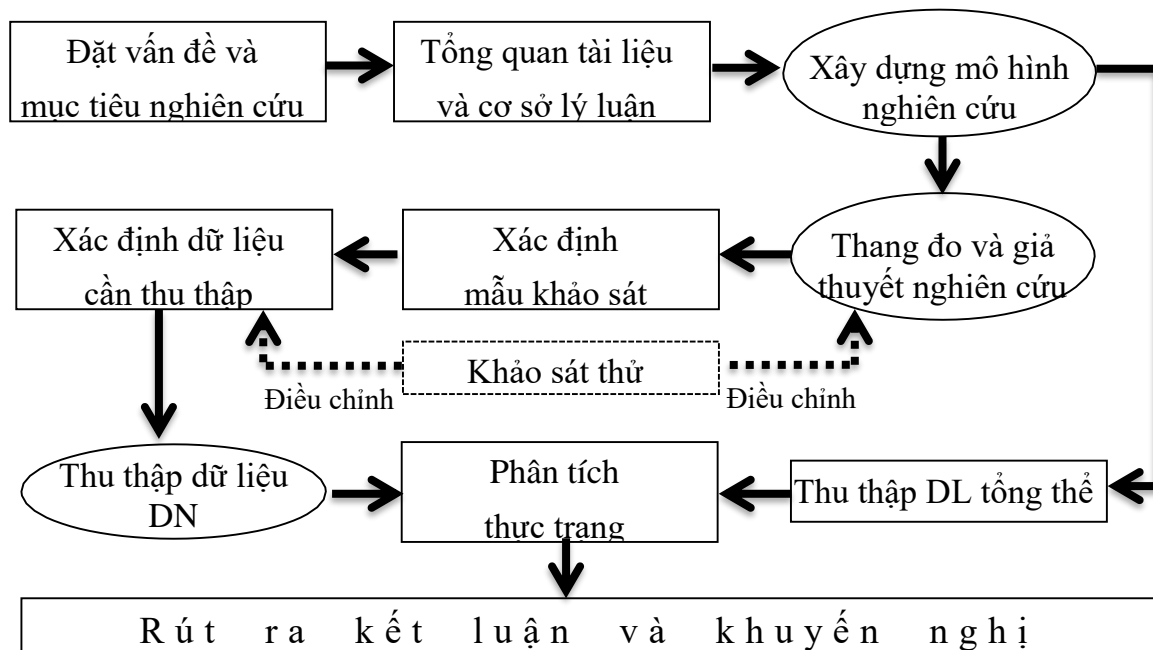 Đặt vấn đề và
mục tiêu nghiên cứu
Tổng quan tài liệu
và cơ sở lý luận
Xây dựng mô hình
nghiên cứu
Xác định dữ liệu
cần thu thập
Xác định
mẫu khảo sát
Thang đo và giả
thuyết nghiên cứu
Khảo sát thử
Điều chỉnh
Điều chỉnh
Thu thập dữ liệu
DN
Phân tích
thực trạng
Thu thập DL tổng thể
Rút ra kết luận và khuyến nghị